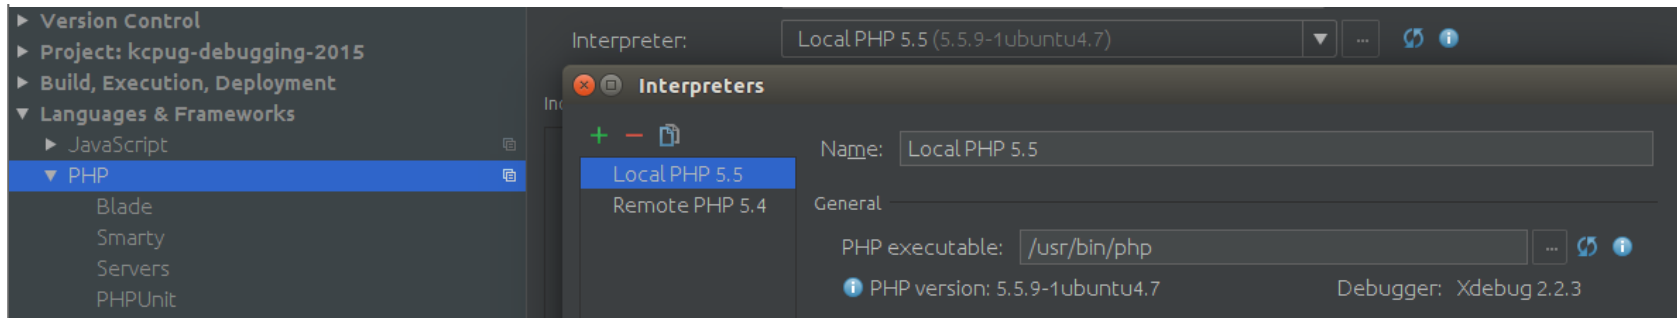 Version Control
Project: kcpug-debugging-2015
Build, Execution, Deployment
Languages & Frameworks
JavaScript
PHP
Blade
Smarty
Servers
PHPUnit
Interpreter: Local PHP 5.5 (5.5.9-1ubuntu4.7) ...
Interpreters
Local PHP 5.5
Remote PHP 5.4
Name: Local PHP 5.5
General
PHP executable: /usr/bin/php ...
PHP version: 5.5.9-1ubuntu4.7 Debugger: Xdebug 2.2.3